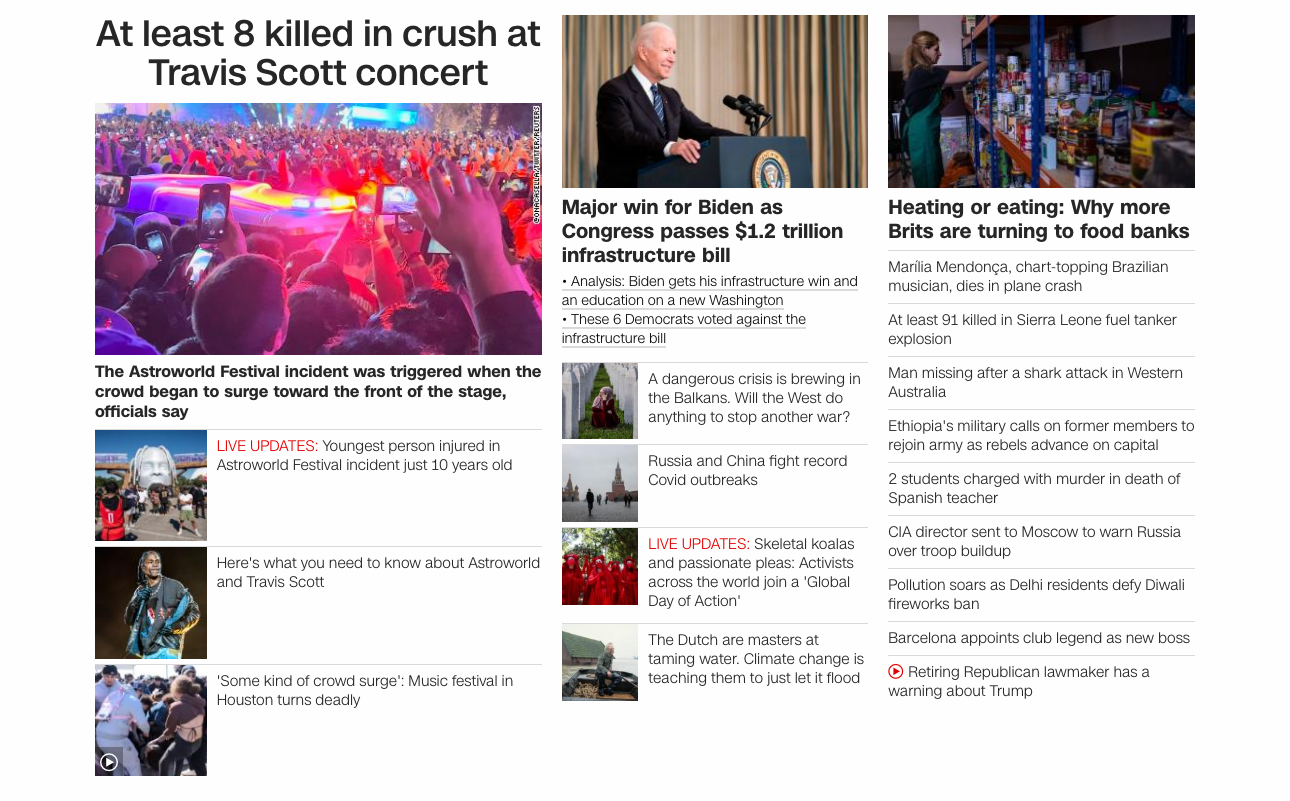 At least 8 killed in crush at
Travis Scott concert
@ONACASELLA/TWITTER/REUTERS
The Astroworld Festival incident was triggered when the
crowd began to surge toward the front of the stage,
officials say
LIVE UPDATES: Youngest person injured in
Astroworld Festival incident just 10 years old
Here's what you need to know about Astroworld
and Travis Scott
'Some kind of crowd surge': Music festival in
Houston turns deadly
Major win for Biden as
Congress passes $1.2 trillion
infrastructure bill
• Analysis: Biden gets his infrastructure win and
an education on a new Washington
• These 6 Democrats voted against the
infrastructure bill
A dangerous crisis is brewing in
the Balkans. Will the West do
anything to stop another war?
Russia and China fight record
Covid outbreaks
LIVE UPDATES: Skeletal koalas
and passionate pleas: Activists
across the world join a 'Global
Day of Action'
The Dutch are masters at
taming water. Climate change is
teaching them to just let it flood
Heating or eating: Why more
Brits are turning to food banks
Marília Mendonça, chart-topping Brazilian
musician, dies in plane crash
At least 91 killed in Sierra Leone fuel tanker
explosion
Man missing after a shark attack in Western
Australia
Ethiopia's military calls on former members to
rejoin army as rebels advance on capital
2 students charged with murder in death of
Spanish teacher
CIA director sent to Moscow to warn Russia
over troop buildup
Pollution soars as Delhi residents defy Diwali
fireworks ban
Barcelona appoints club legend as new boss
Retiring Republican lawmaker has a
warning about Trump